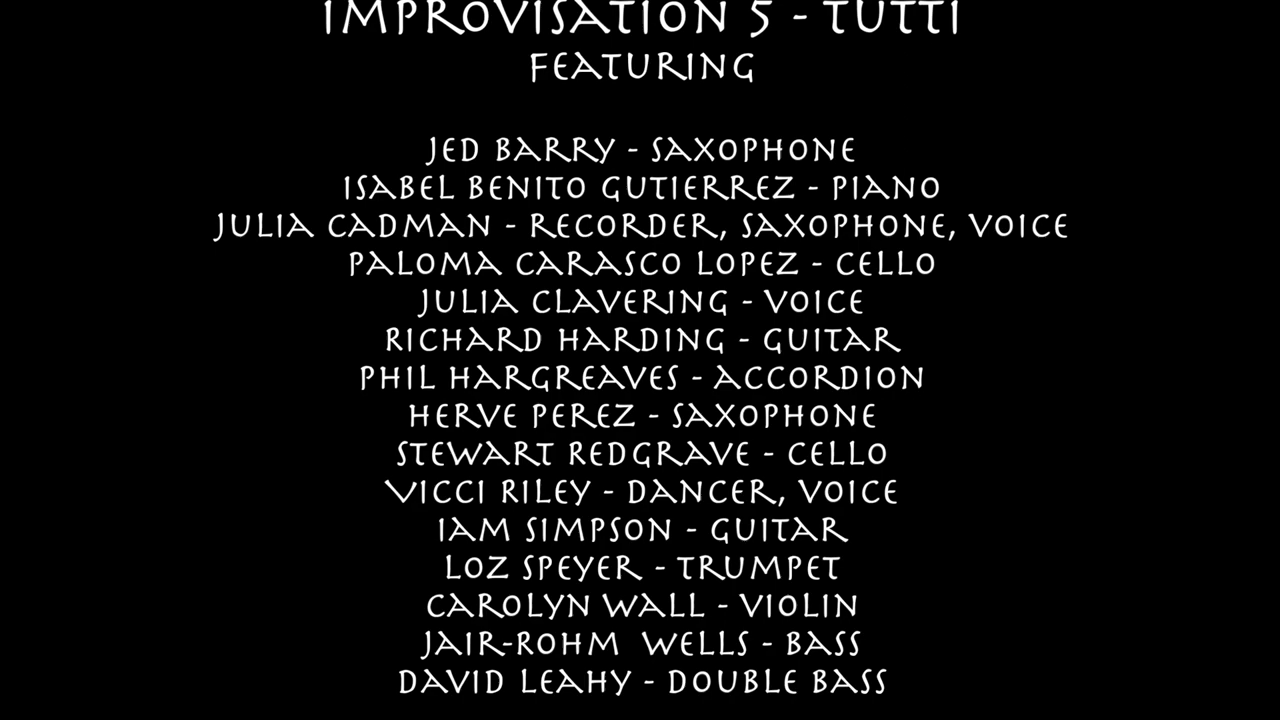 IMPROVISATION 5 - TUTTI
FEATURING
JED BARRY - SAXOPHONE
ISABEL BENITO GUTIERREZ - PIANO
JULIA CADMAN - RECORDER, SAXOPHONE, VOICE
PALOMA CARASCO LOPEZ - CELLO
JULIA CLAVERING - VOICE
RICHARD HARDING - GUITAR
PHIL HARGREAVES - ACCORDION
HERVE PEREZ - SAXOPHONE
STEWART REDGRAVE - CELLO
VICCI RILEY - DANCER, VOICE
IAM SIMPSON - GUITAR
LOZ SPEYER - TRUMPET
CAROLYN WALL - VIOLIN
JAIR-ROHM WELLS - BASS
DAVID LEAHY - DOUBLE BASS